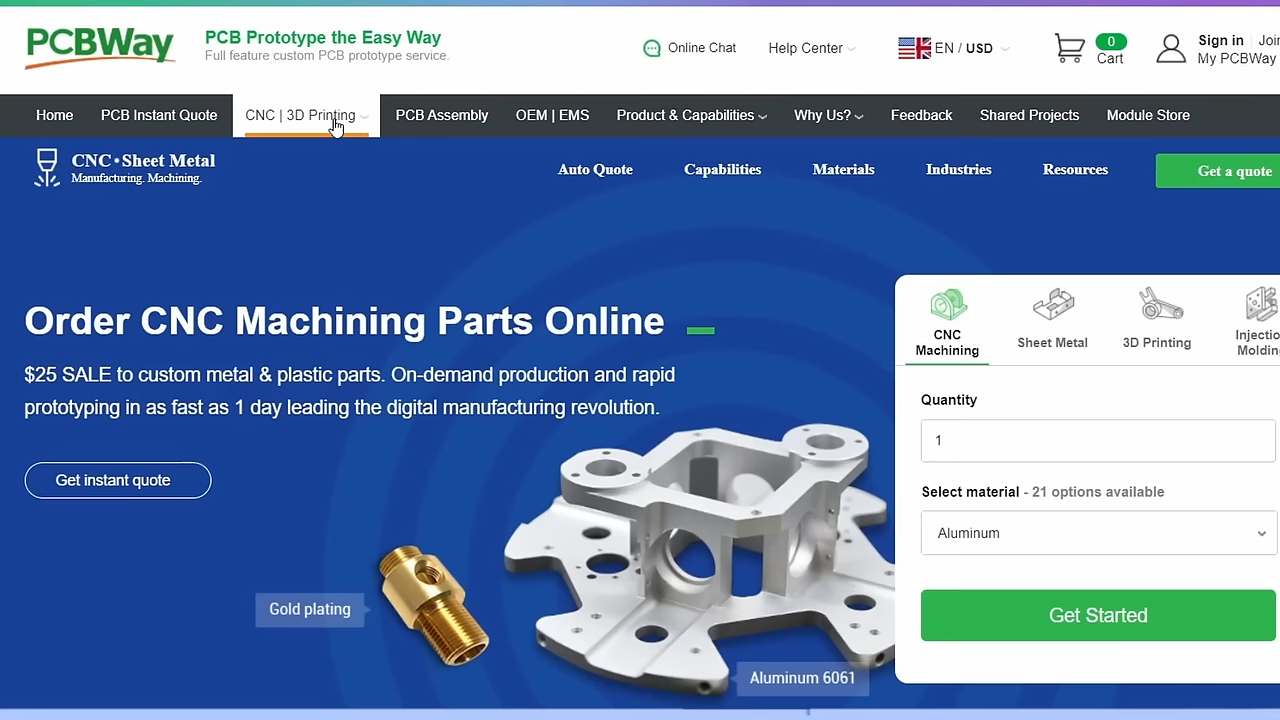 PCBWay
PCB Prototype the Easy Way
Full feature custom PCB prototype service.
Online Chat
Help Center
EN / USD
0
Cart
Sign in
My PCBWay
Home
PCB Instant Quote
CNC | 3D Printing
PCB Assembly
OEM | EMS
Product & Capabilities
Why Us?
Feedback
Shared Projects
Module Store
CNC•Sheet Metal
Manufacturing. Machining.
Auto Quote
Capabilities
Materials
Industries
Resources
Get a quote
Order CNC Machining Parts Online
$25 SALE to custom metal & plastic parts. On-demand production and rapid
prototyping in as fast as 1 day leading the digital manufacturing revolution.
Get instant quote
Gold plating
Aluminum 6061
CNC
Machining
Sheet Metal
3D Printing
Quantity
1
Select material - 21 options available
Aluminum
Get Started